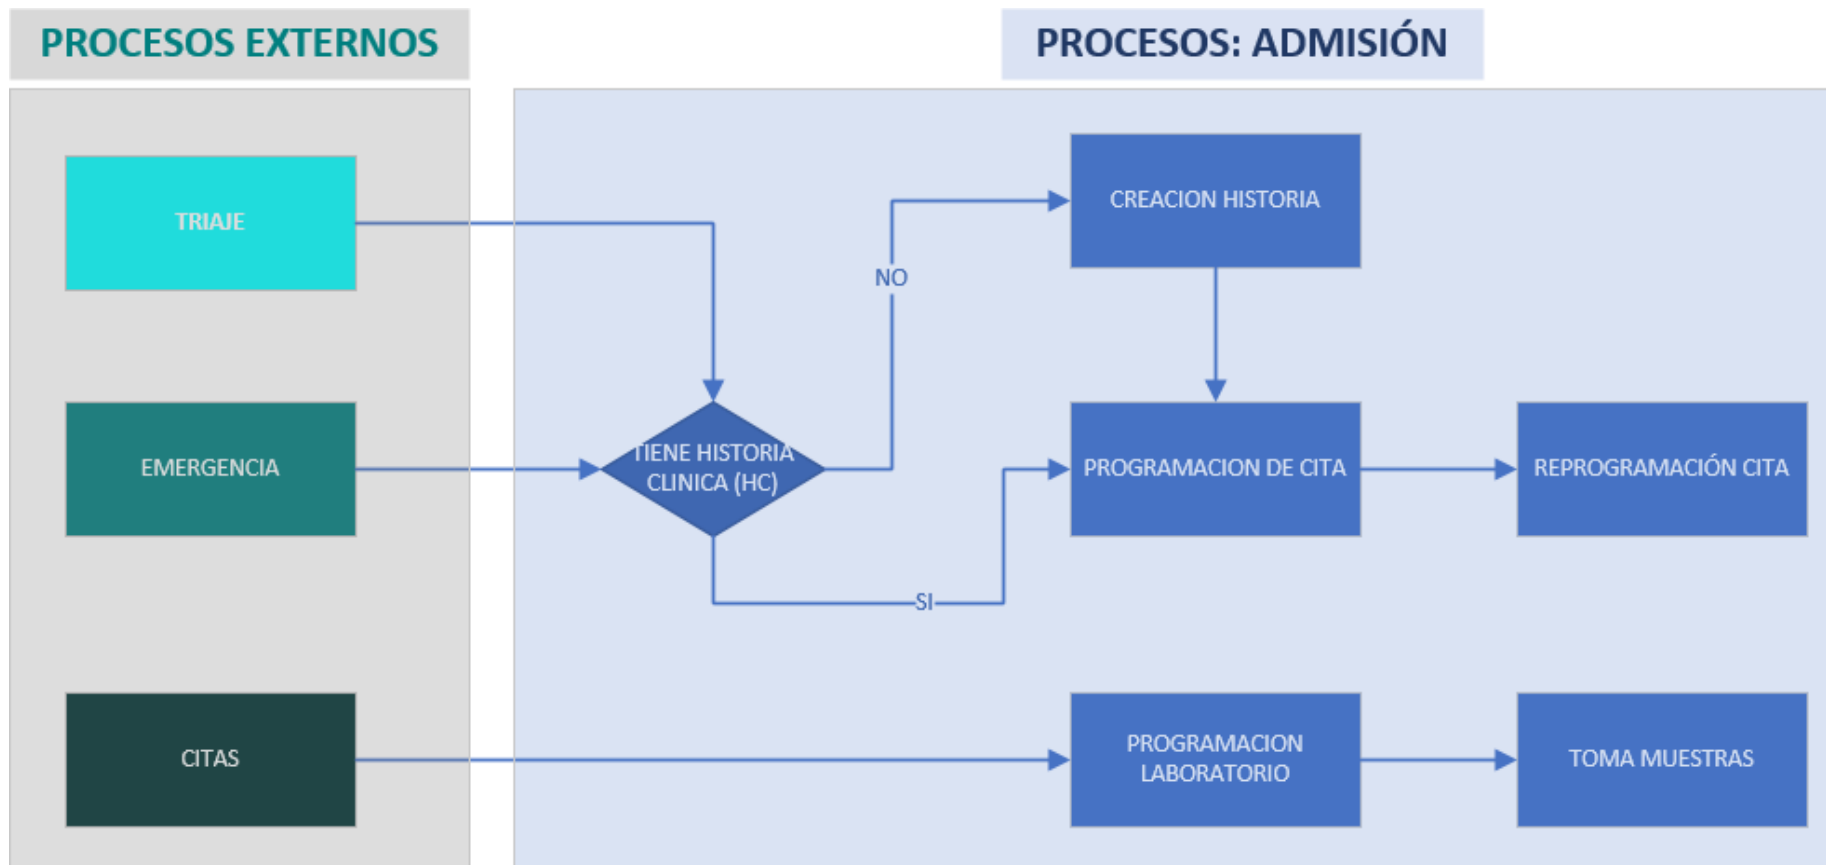 PROCESOS EXTERNOS
PROCESOS: ADMISIÓN
TRIAJE
CREACION HISTORIA
NO
EMERGENCIA
TIENE HISTORIA
CLINICA (HC)
PROGRAMACION DE CITA
REPROGRAMACIÓN CITA
SI
CITAS
PROGRAMACION
LABORATORIO
TOMA MUESTRAS